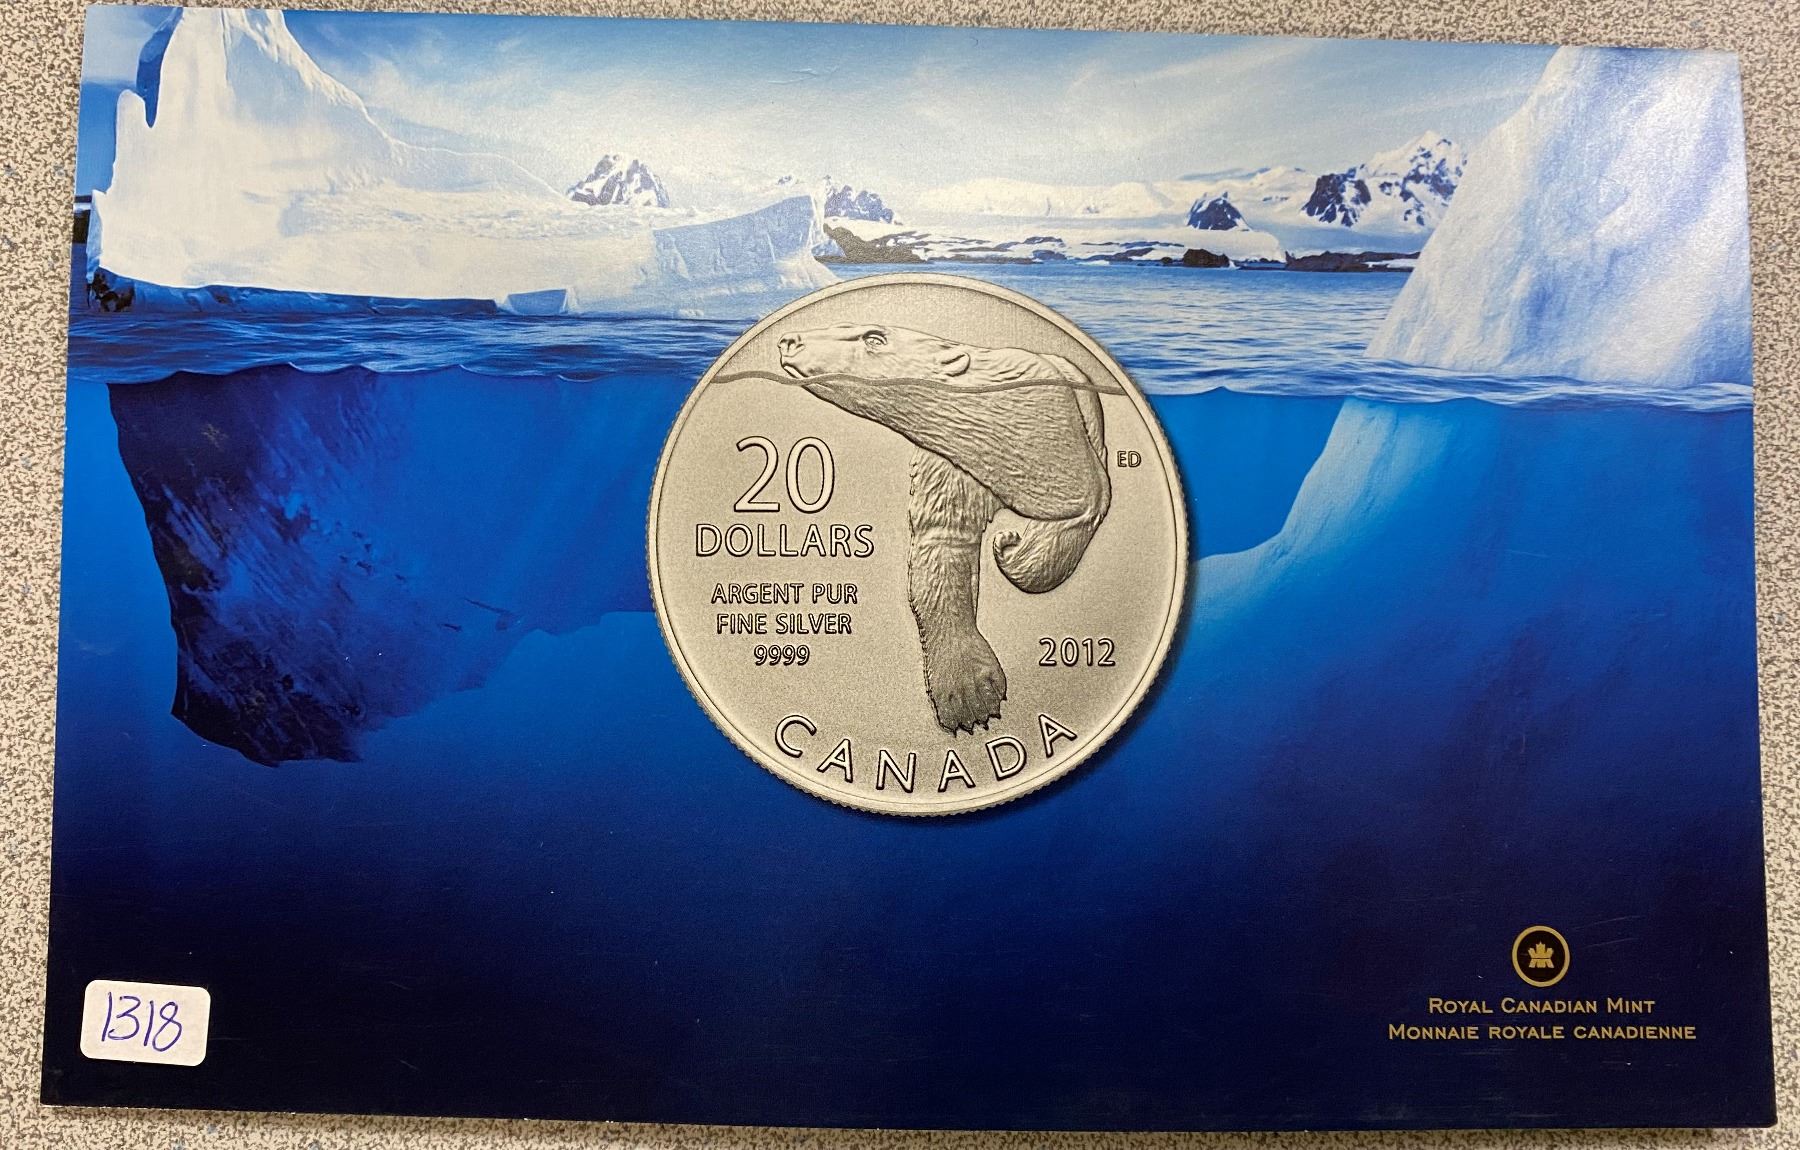 20
DOLLARS
ARGENT PUR
FINE SILVER
9999
ED
2012
CANADA
1318
ROYAL CANADIAN MINT
MONNAIE ROYALE CANADIENNE